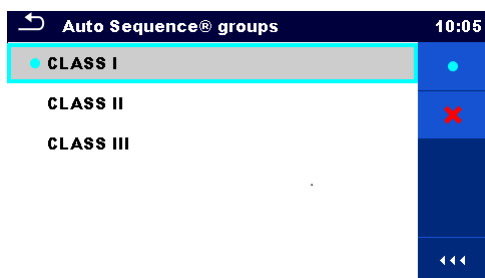 Auto Sequence® groups 10:05
CLASS I
CLASS II
CLASS III